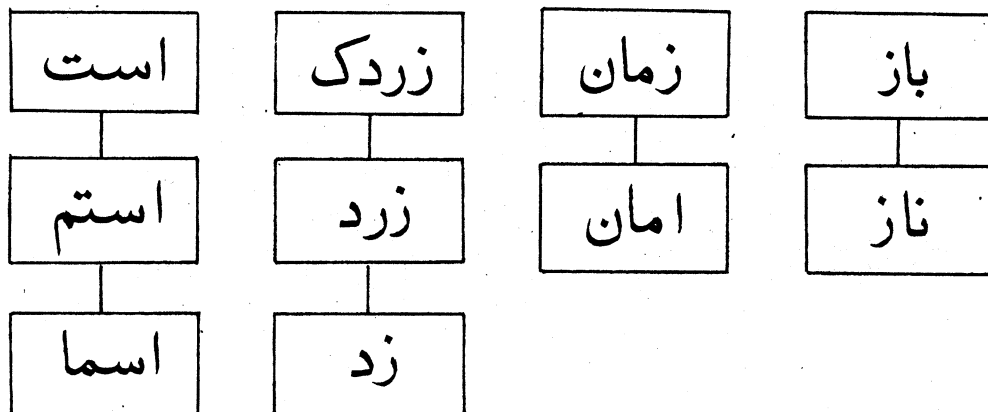 باز زمان زردک است
ناز امان زرد استم
زد اسما